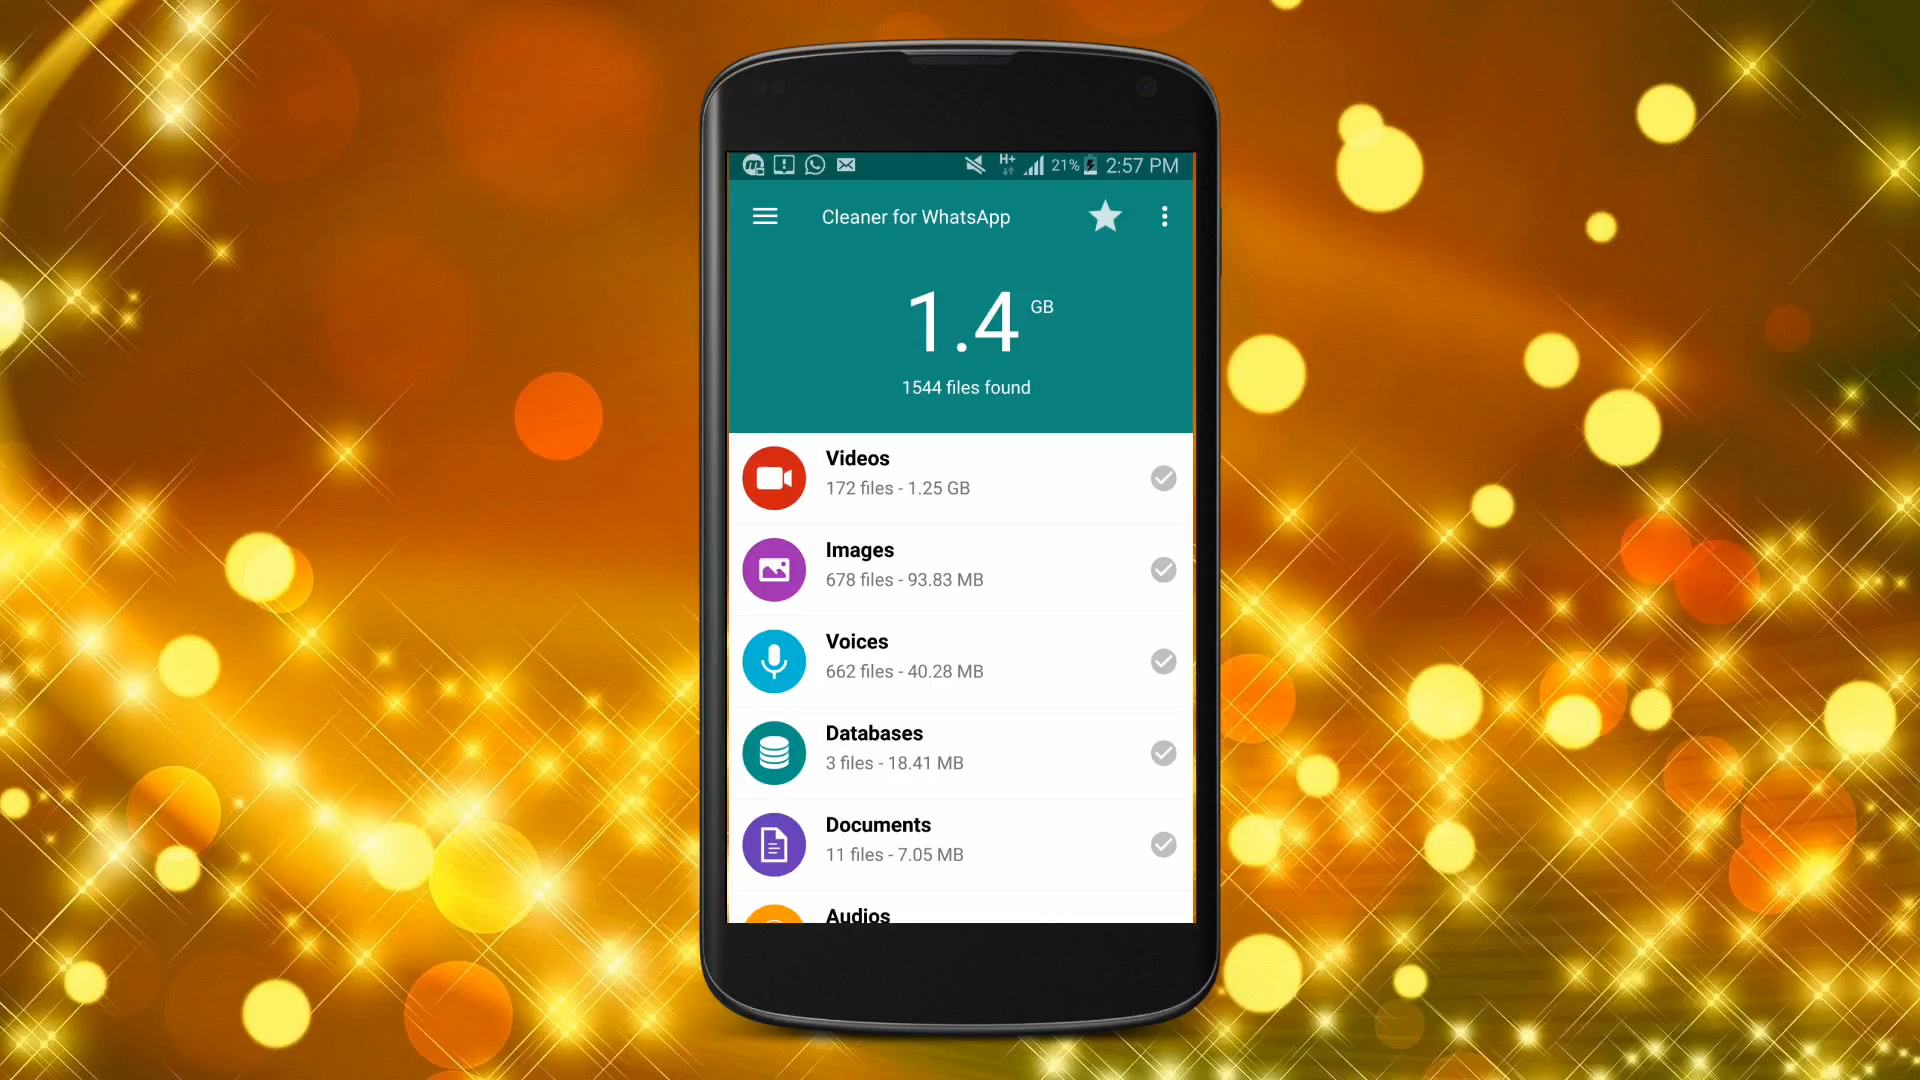 21% 2:57 PM
Cleaner for WhatsApp
1.4 GB
1544 files found
Videos
172 files - 1.25 GB
Images
678 files - 93.83 MB
Voices
662 files - 40.28 MB
Databases
3 files - 18.41 MB
Documents
11 files - 7.05 MB
Audios